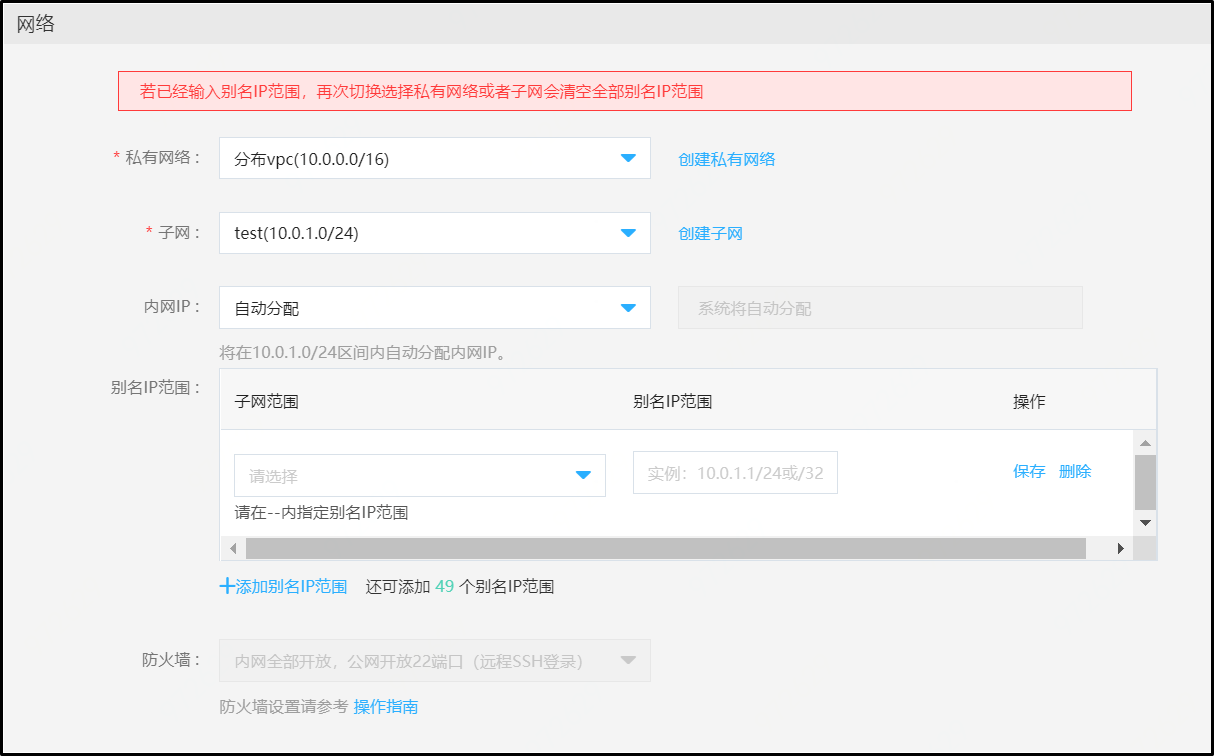 网络
若已经输入别名IP范围，再次切换选择私有网络或者子网会清空全部别名IP范围
* 私有网络： 分布vpc(10.0.0.0/16) 创建私有网络
* 子网： test(10.0.1.0/24) 创建子网
内网IP： 自动分配 系统将自动分配
将在10.0.1.0/24区间内自动分配内网IP。
别名IP范围： 子网范围 别名IP范围 操作
请选择 实例：10.0.1.1/24或/32 保存 删除
请在--内指定别名IP范围
+添加别名IP范围 还可添加 49 个别名IP范围
防火墙： 内网全部开放，公网开放22端口（远程SSH登录）
防火墙设置请参考 操作指南